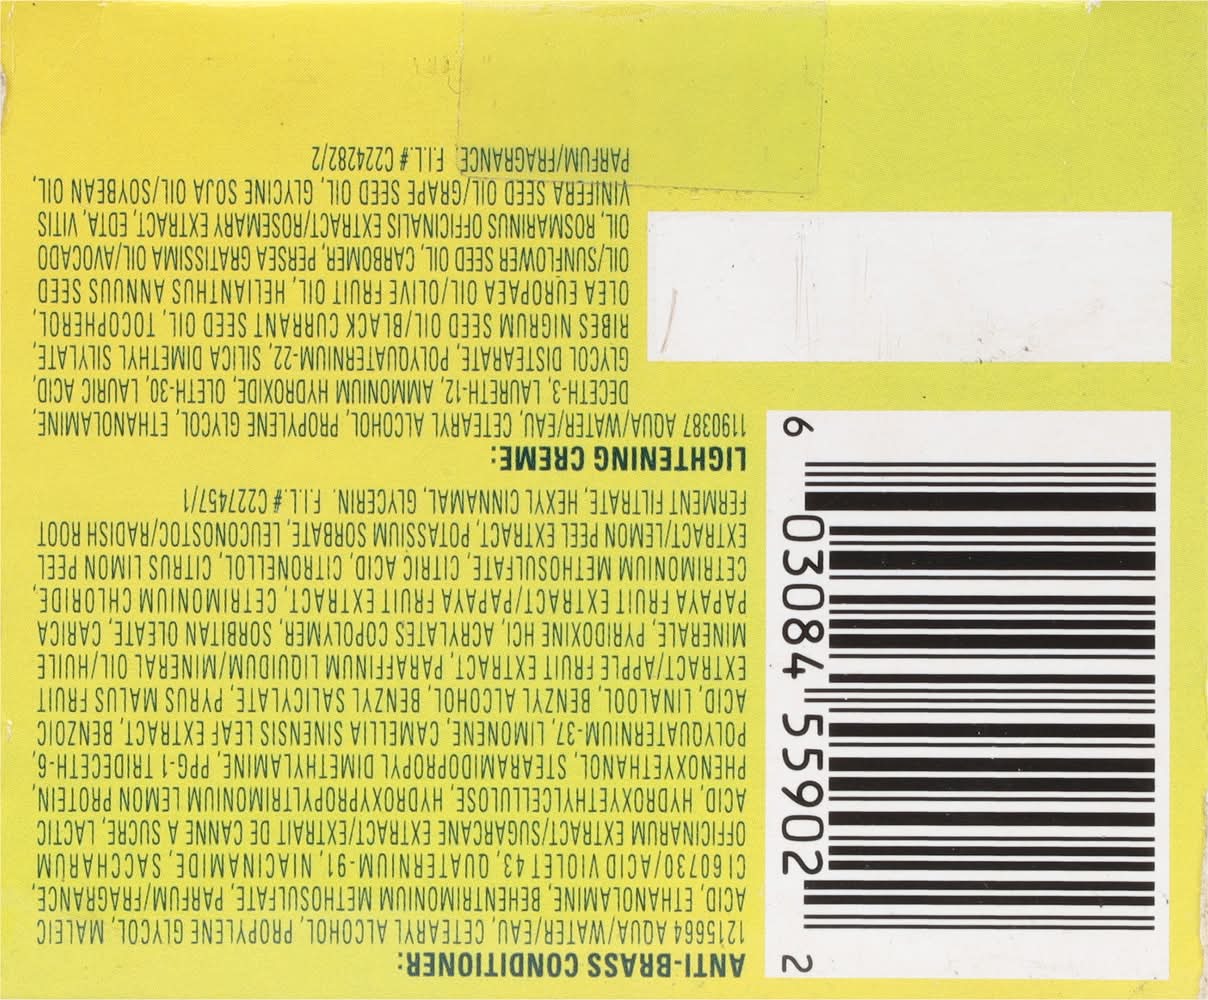 ANTI-BRASS CONDITIONER:
1215664 AQUA/WATER/EAU, CETEARYL ALCOHOL, PROPYLENE GLYCOL, MALEIC
ACID, ETHANOLAMINE, BEHENTRIMONIUM METHOSULFATE, PARFUM/FRAGRANCE,
CI 60730/ACID VIOLET 43, QUATERNIUM-91, NIACINAMIDE, SACCHARUM
OFFICINARUM EXTRACT/SUGARCANE EXTRACT/EXTRAIT DE CANNE A SUCRE, LACTIC
ACID, HYDROXYETHYLCELLULOSE, HYDROXYPROPYLTRIMONIUM LEMON PROTEIN,
PHENOXYETHANOL, STEARAMIDOPROPYL DIMETHYLAMINE, PPG-1 TRIDECETH-6,
POLYQUATERNIUM-37, LIMONENE, CAMELLIA SINENSIS LEAF EXTRACT, BENZOIC
ACID, LINALOOL, BENZYL ALCOHOL, BENZYL SALICYLATE, PYRUS MALUS FRUIT
EXTRACT/APPLE FRUIT EXTRACT, PARAFFINUM LIQUIDUM/MINERAL OIL/HUILE
MINERALE, PYRIDOXINE HCI, ACRYLATES COPOLYMER, SORBITAN OLEATE, CARICA
PAPAYA FRUIT EXTRACT/PAPAYA FRUIT EXTRACT, CETRIMONIUM CHLORIDE,
CETRIMONIUM METHOSULFATE, CITRIC ACID, CITRONELLOL, CITRUS LIMON PEEL
EXTRACT/LEMON PEEL EXTRACT, POTASSIUM SORBATE, LEUCONOSTOC/RADISH ROOT
FERMENT FILTRATE, HEXYL CINNAMAL, GLYCERIN. F.I.L.# C227457/1
LIGHTENING CREME:
1190387 AQUA/WATER/EAU, CETEARYL ALCOHOL, PROPYLENE GLYCOL, ETHANOLAMINE,
DECETH-3, LAURETH-12, AMMONIUM HYDROXIDE, OLETH-30, LAURIC ACID,
GLYCOL DISTEARATE, POLYQUATERNIUM-22, SILICA DIMETHYL SILYLATE,
RIBES NIGRUM SEED OIL/BLACK CURRANT SEED OIL, TOCOPHEROL,
OLEA EUROPAEA OIL/OLIVE FRUIT OIL, HELIANTHUS ANNUUS SEED
OIL/SUNFLOWER SEED OIL, CARBOMER, PERSEA GRATISSIMA OIL/AVOCADO
OIL, ROSMARINUS OFFICINALIS EXTRACT/ROSEMARY EXTRACT, EDTA, VITIS
VINIFERA SEED OIL/GRAPE SEED OIL, GLYCINE SOJA OIL/SOYBEAN OIL,
PARFUM/FRAGRANCE F.I.L.# C224282/2
6 03084 55902 2